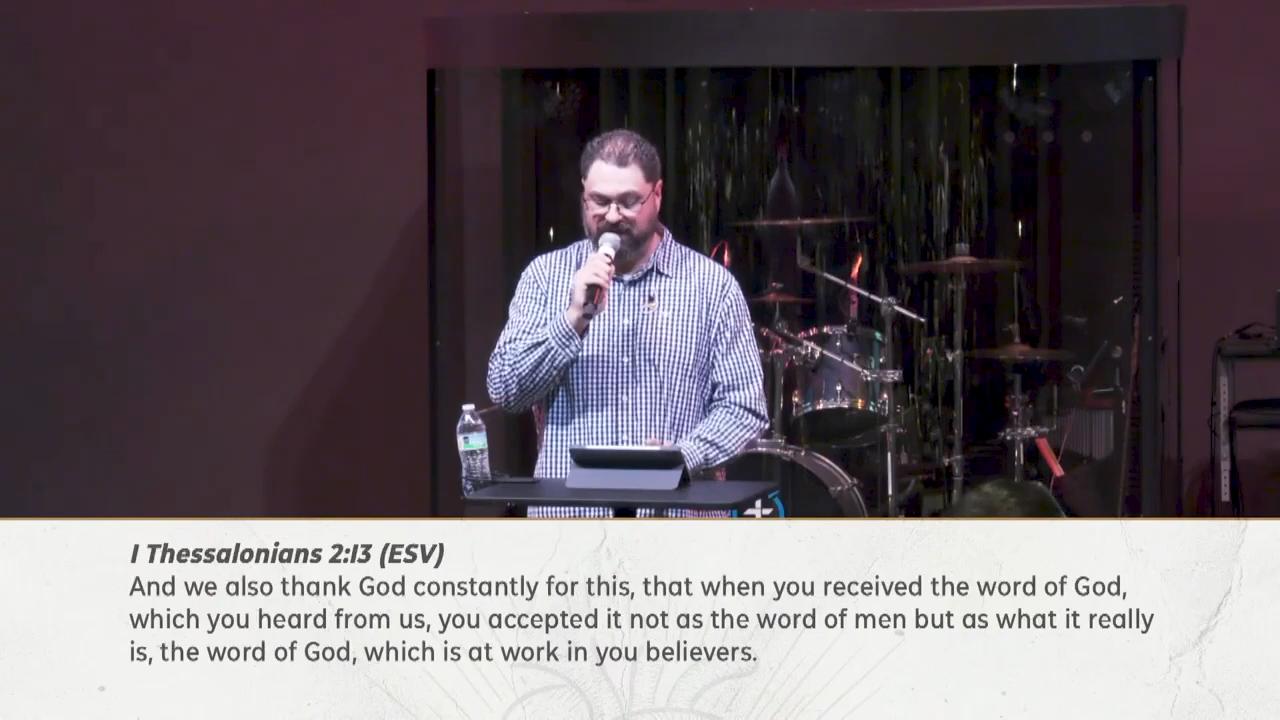 1 Thessalonians 2:13 (ESV)
And we also thank God constantly for this, that when you received the word of God,
which you heard from us, you accepted it not as the word of men but as what it really
is, the word of God, which is at work in you believers.